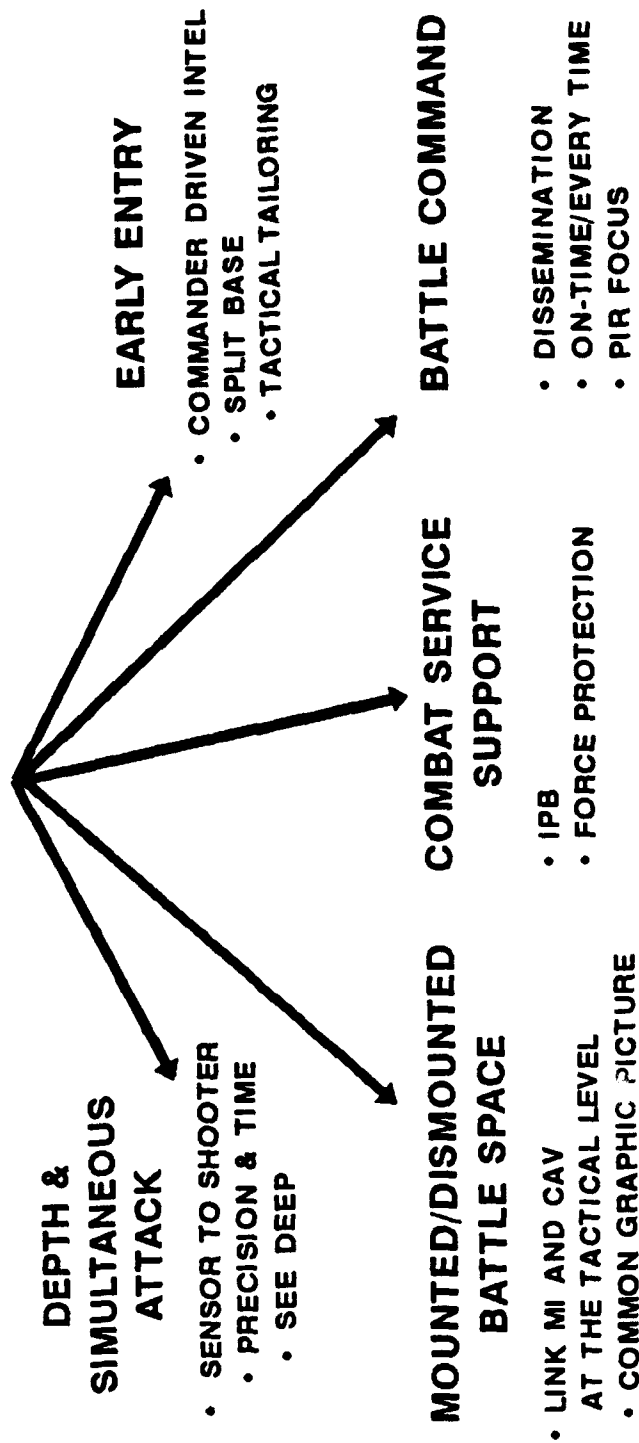 DEPTH &
SIMULTANEOUS
ATTACK
• SENSOR TO SHOOTER
• PRECISION & TIME
• SEE DEEP
EARLY ENTRY
• COMMANDER DRIVEN INTEL
• SPLIT BASE
• TACTICAL TAILORING
MOUNTED/DISMOUNTED
BATTLE SPACE
• LINK MI AND CAV
AT THE TACTICAL LEVEL
• COMMON GRAPHIC PICTURE
COMBAT SERVICE
SUPPORT
• IPB
• FORCE PROTECTION
BATTLE COMMAND
• DISSEMINATION
• ON-TIME/EVERY TIME
• PIR FOCUS